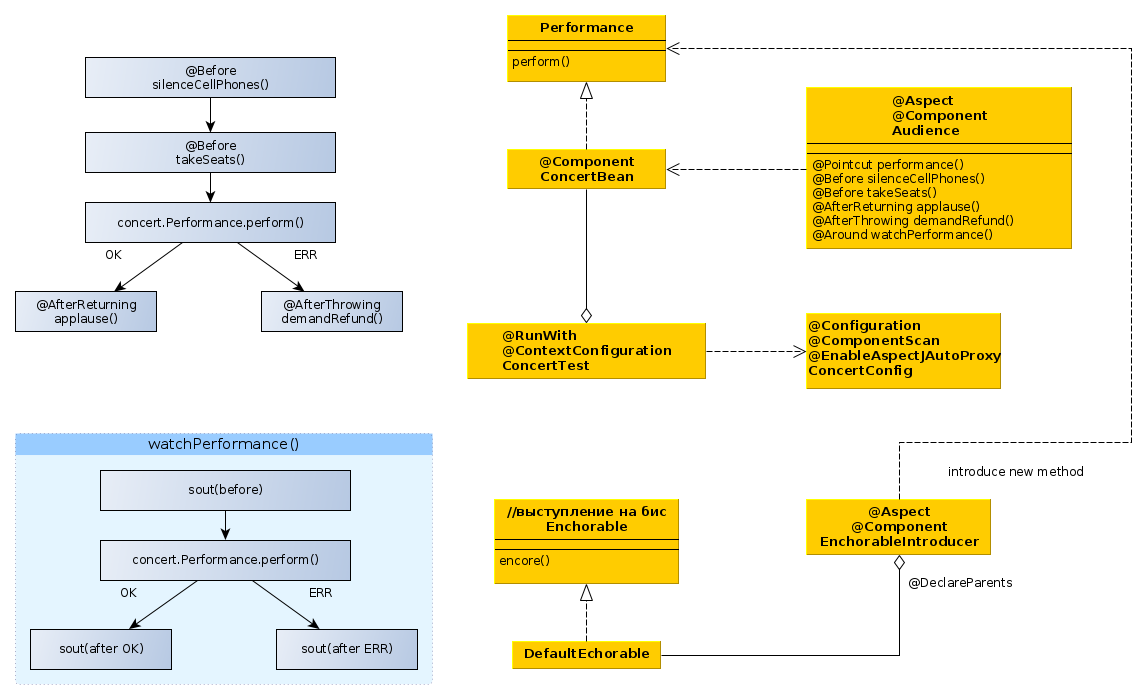 @Before
silenceCellPhones()
@Before
takeSeats()
concert.Performance.perform()
OK
ERR
@AfterReturning
applause()
@AfterThrowing
demandRefund()
watchPerformance()
sout(before)
concert.Performance.perform()
OK
ERR
sout(after OK)
sout(after ERR)
Performance
perform()
@Component
ConcertBean
@Aspect
@Component
Audience
@Pointcut performance()
@Before silenceCellPhones()
@Before takeSeats()
@AfterReturning applause()
@AfterThrowing demandRefund()
@Around watchPerformance()
@RunWith
@ContextConfiguration
ConcertTest
@Configuration
@ComponentScan
@EnableAspectJAutoProxy
ConcertConfig
introduce new method
//выступление на бис
Enchorable
encore()
@Aspect
@Component
EnchorableIntroducer
@DeclareParents
DefaultEchorable